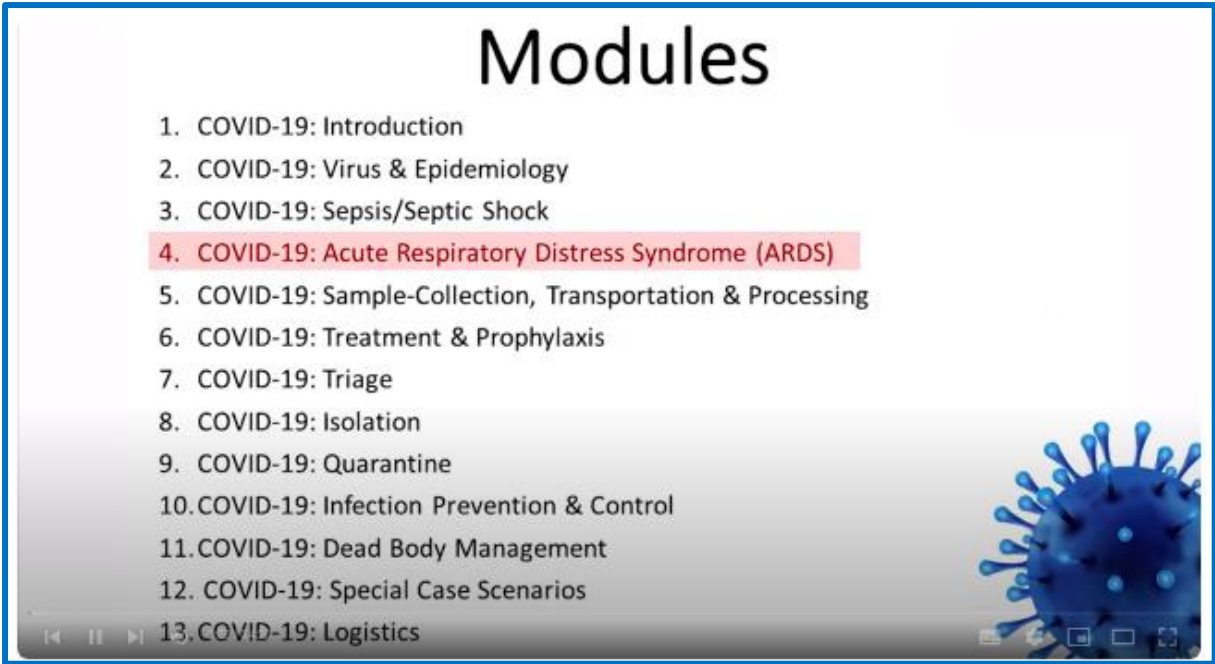 Modules
1. COVID-19: Introduction
2. COVID-19: Virus & Epidemiology
3. COVID-19: Sepsis/Septic Shock
4. COVID-19: Acute Respiratory Distress Syndrome (ARDS)
5. COVID-19: Sample-Collection, Transportation & Processing
6. COVID-19: Treatment & Prophylaxis
7. COVID-19: Triage
8. COVID-19: Isolation
9. COVID-19: Quarantine
10. COVID-19: Infection Prevention & Control
11. COVID-19: Dead Body Management
12. COVID-19: Special Case Scenarios
13. COVID-19: Logistics